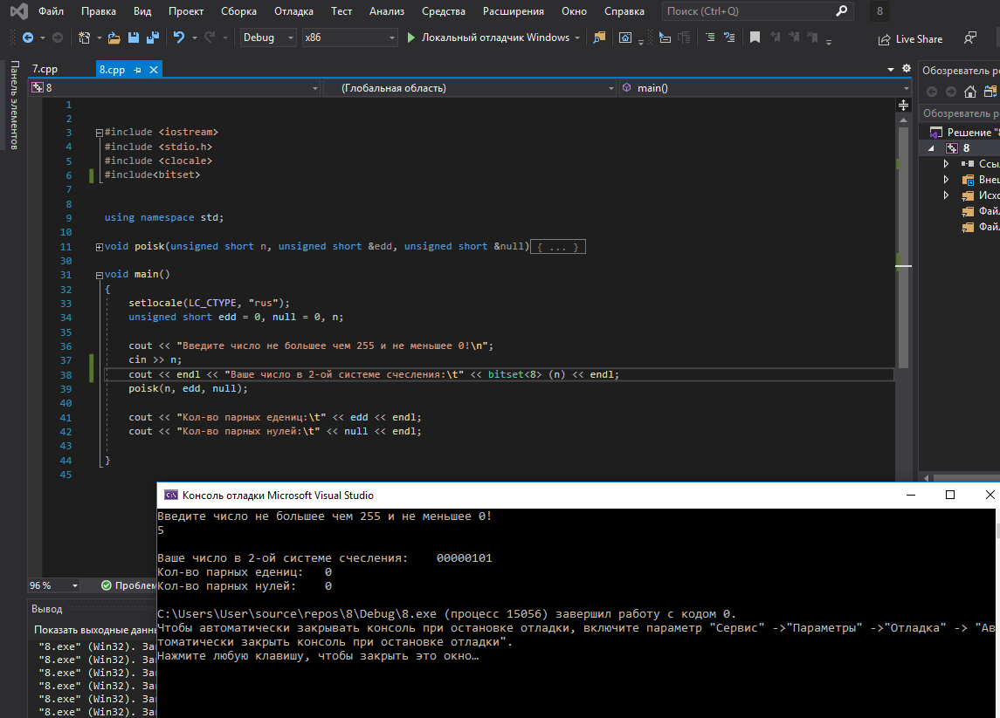 Файл Правка Вид Проект Сборка Отладка Тест Анализ Средства Расширения Окно Справка Поиск (Ctrl+Q) 8
Debug x86 Локальный отладчик Windows Live Share
Панель элементов
7.cpp 8.cpp
8 (Глобальная область) main()
1
2
3 #include <iostream>
4 #include <stdio.h>
5 #include <clocale>
6 #include<bitset>
7
8
9 using namespace std;
10
11 void poisk(unsigned short n, unsigned short &edd, unsigned short &null){ ... }
30
31 void main()
32 {
33 setlocale(LC_CTYPE, "rus");
34 unsigned short edd = 0, null = 0, n;
35
36 cout << "Введите число не большее чем 255 и не меньшее 0!\n";
37 cin >> n;
38 cout << endl << "Ваше число в 2-ой системе счесления:\t" << bitset<8> (n) << endl;
39 poisk(n, edd, null);
40
41 cout << "Кол-во парных едениц:\t" << edd << endl;
42 cout << "Кол-во парных нулей:\t" << null << endl;
43
44 }
45
Обозреватель ре
Обозреватель р
Решение "8
8
Ссы
Внеш
Исхо
Фай
Фай
96 % Проблем
Вывод
Показать выходные данны
"8.exe" (Win32). Заг
"8.exe" (Win32). Заг
"8.exe" (Win32). Заг
"8.exe" (Win32). Заг
"8.exe" (Win32). Заг
"8.exe" (Win32). Заг
Консоль отладки Microsoft Visual Studio
Введите число не большее чем 255 и не меньшее 0!
5
Ваше число в 2-ой системе счесления: 00000101
Кол-во парных едениц: 0
Кол-во парных нулей: 0
C:\Users\User\source\repos\8\Debug\8.exe (процесс 15056) завершил работу с кодом 0.
Чтобы автоматически закрывать консоль при остановке отладки, включите параметр "Сервис" ->"Параметры" ->"Отладка" -> "Ав
томатически закрыть консоль при остановке отладки".
Нажмите любую клавишу, чтобы закрыть это окно…